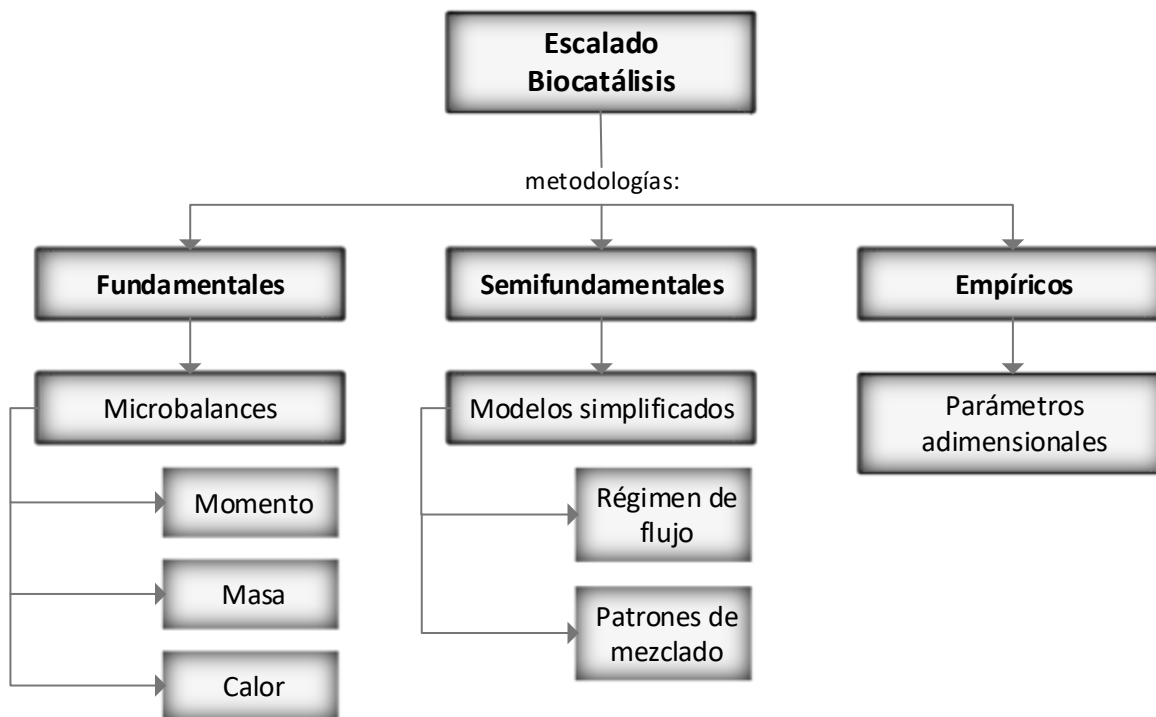 Escalado
Biocatálisis
metodologías:
Fundamentales
Semifundamentales
Empíricos
Microbalances
Modelos simplificados
Parámetros
adimensionales
Momento
Régimen de
flujo
Masa
Patrones de
mezclado
Calor